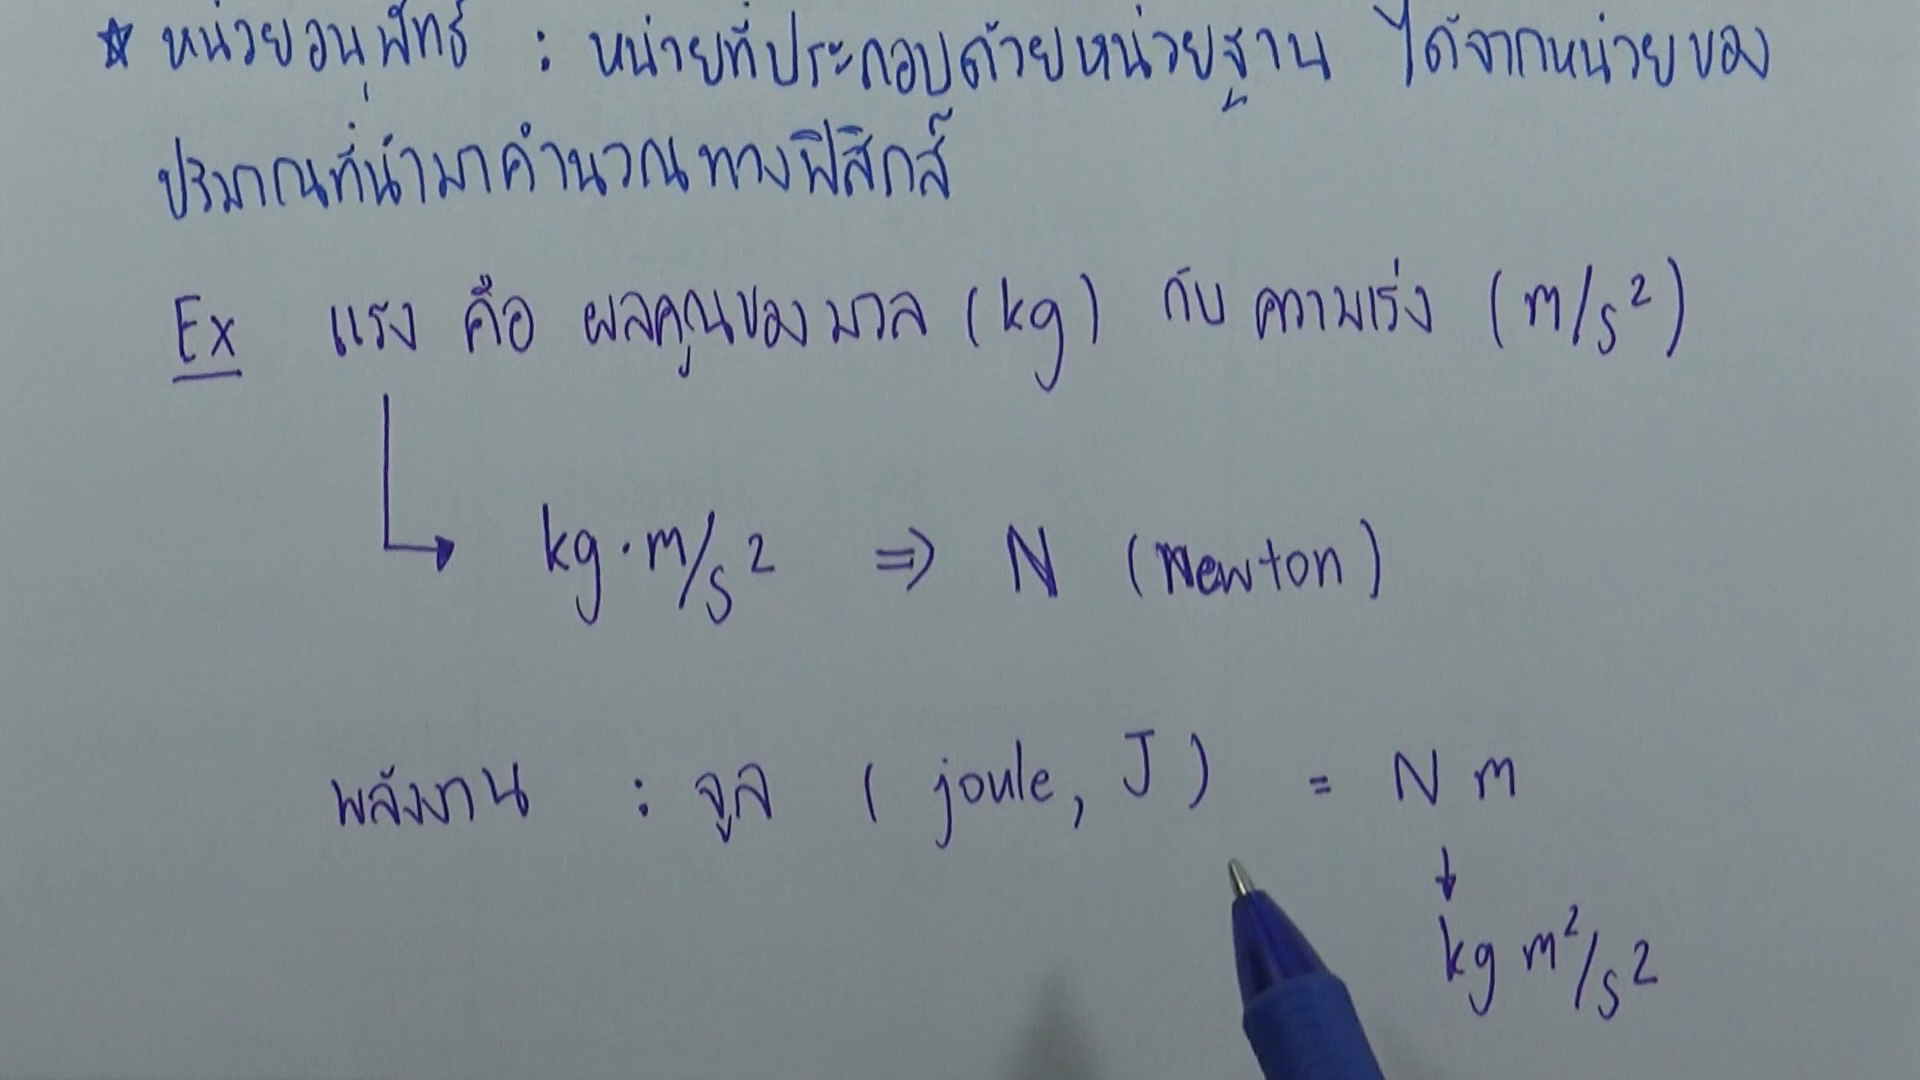 ☆ หน่วยอนุพัทธ์ : หน่ายที่ประกอบด้วยหน่วยฐาน ได้จากหน่วยของ
ปริมาณที่นำมาคำนวณทางฟิสิกส์
Ex แรง คือ ผลคูณของมวล (kg) กับ ความเร่ง (m/s²)
kg·m/s² ⇒ N (Newton)
พลังงาน : จูล (joule, J) = N m
↓
kg m²/s²